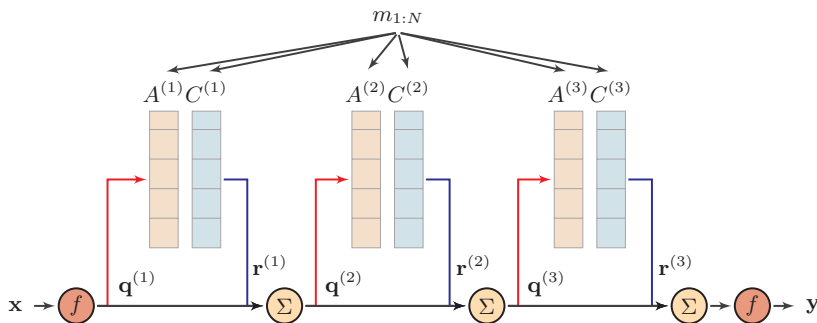 m₁:N
A⁽¹⁾ C⁽¹⁾ A⁽²⁾ C⁽²⁾ A⁽³⁾ C⁽³⁾
q⁽¹⁾ r⁽¹⁾ q⁽²⁾ r⁽²⁾ q⁽³⁾ r⁽³⁾
x f Σ Σ Σ f y